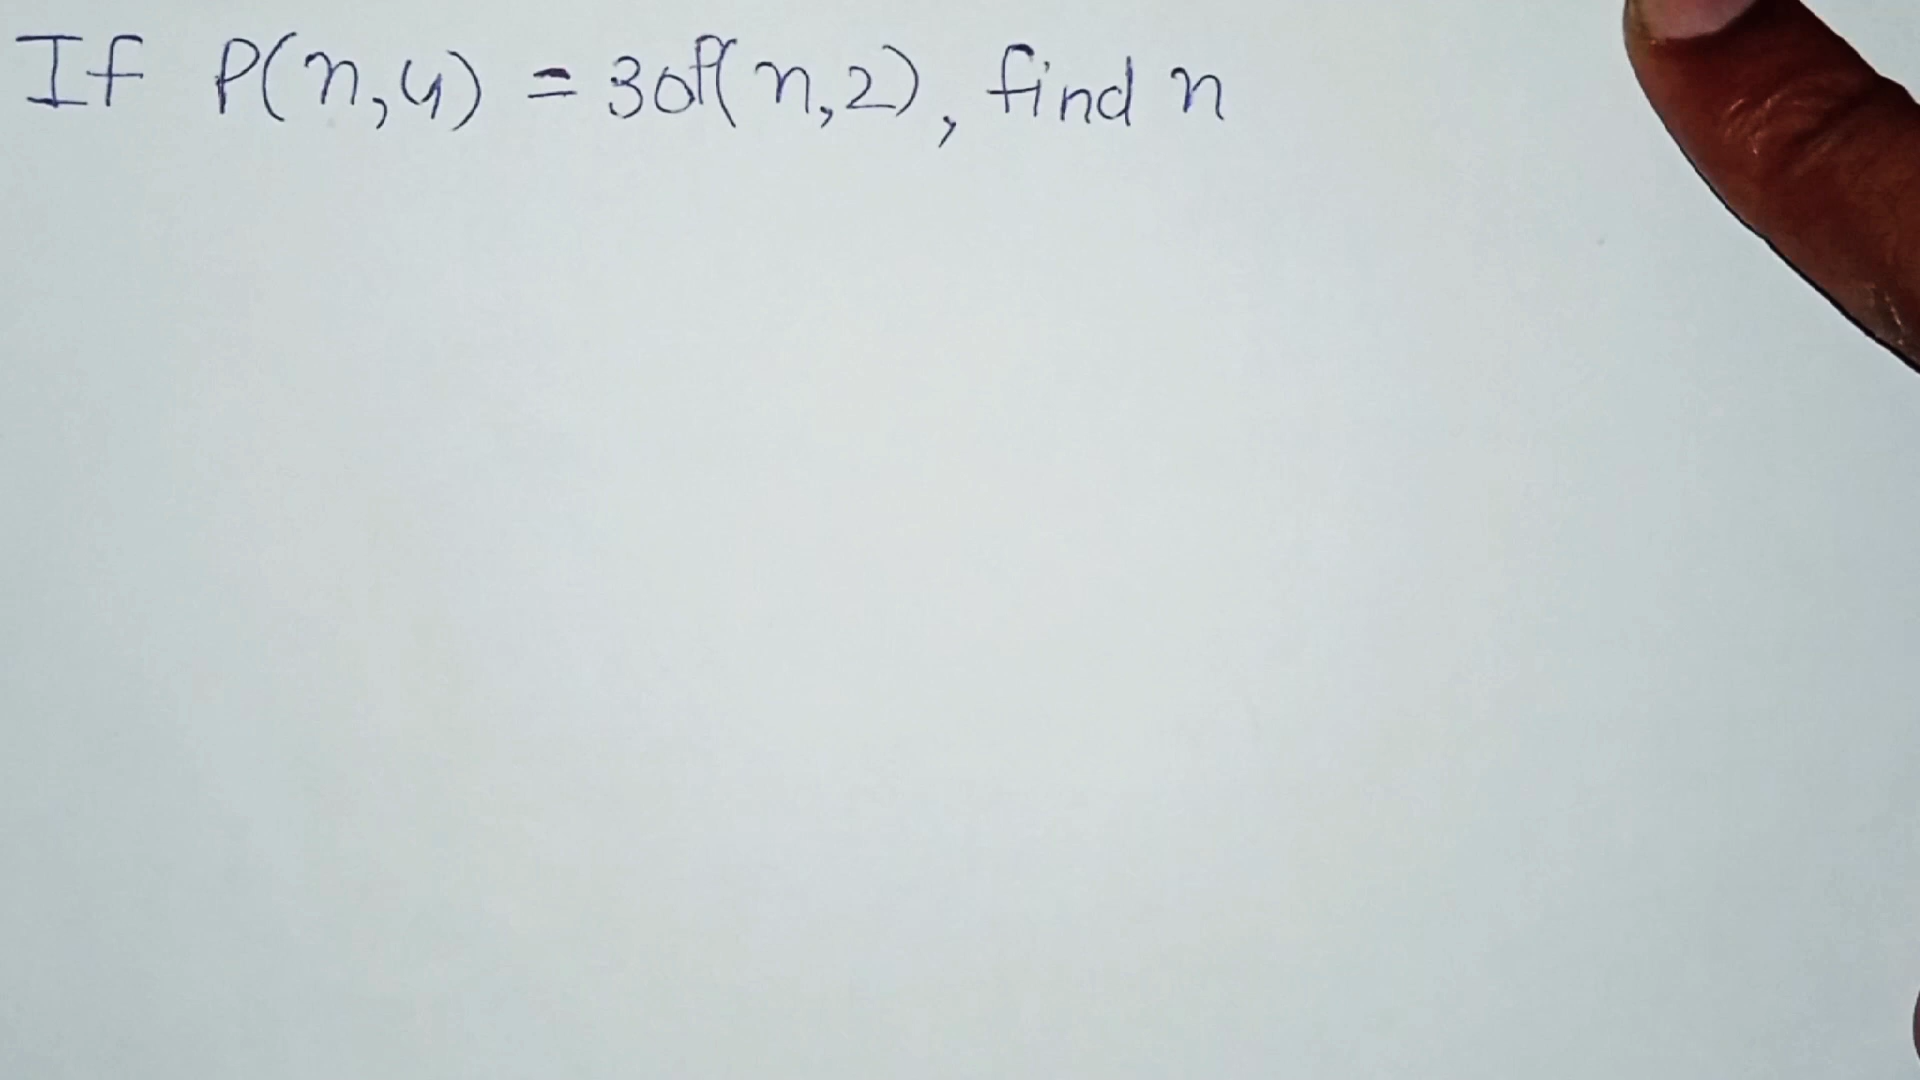 If P(n,4) = 30P(n,2), find n